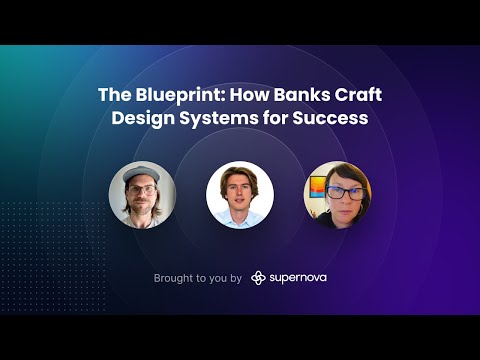 The Blueprint: How Banks Craft
Design Systems for Success
Brought to you by supernova